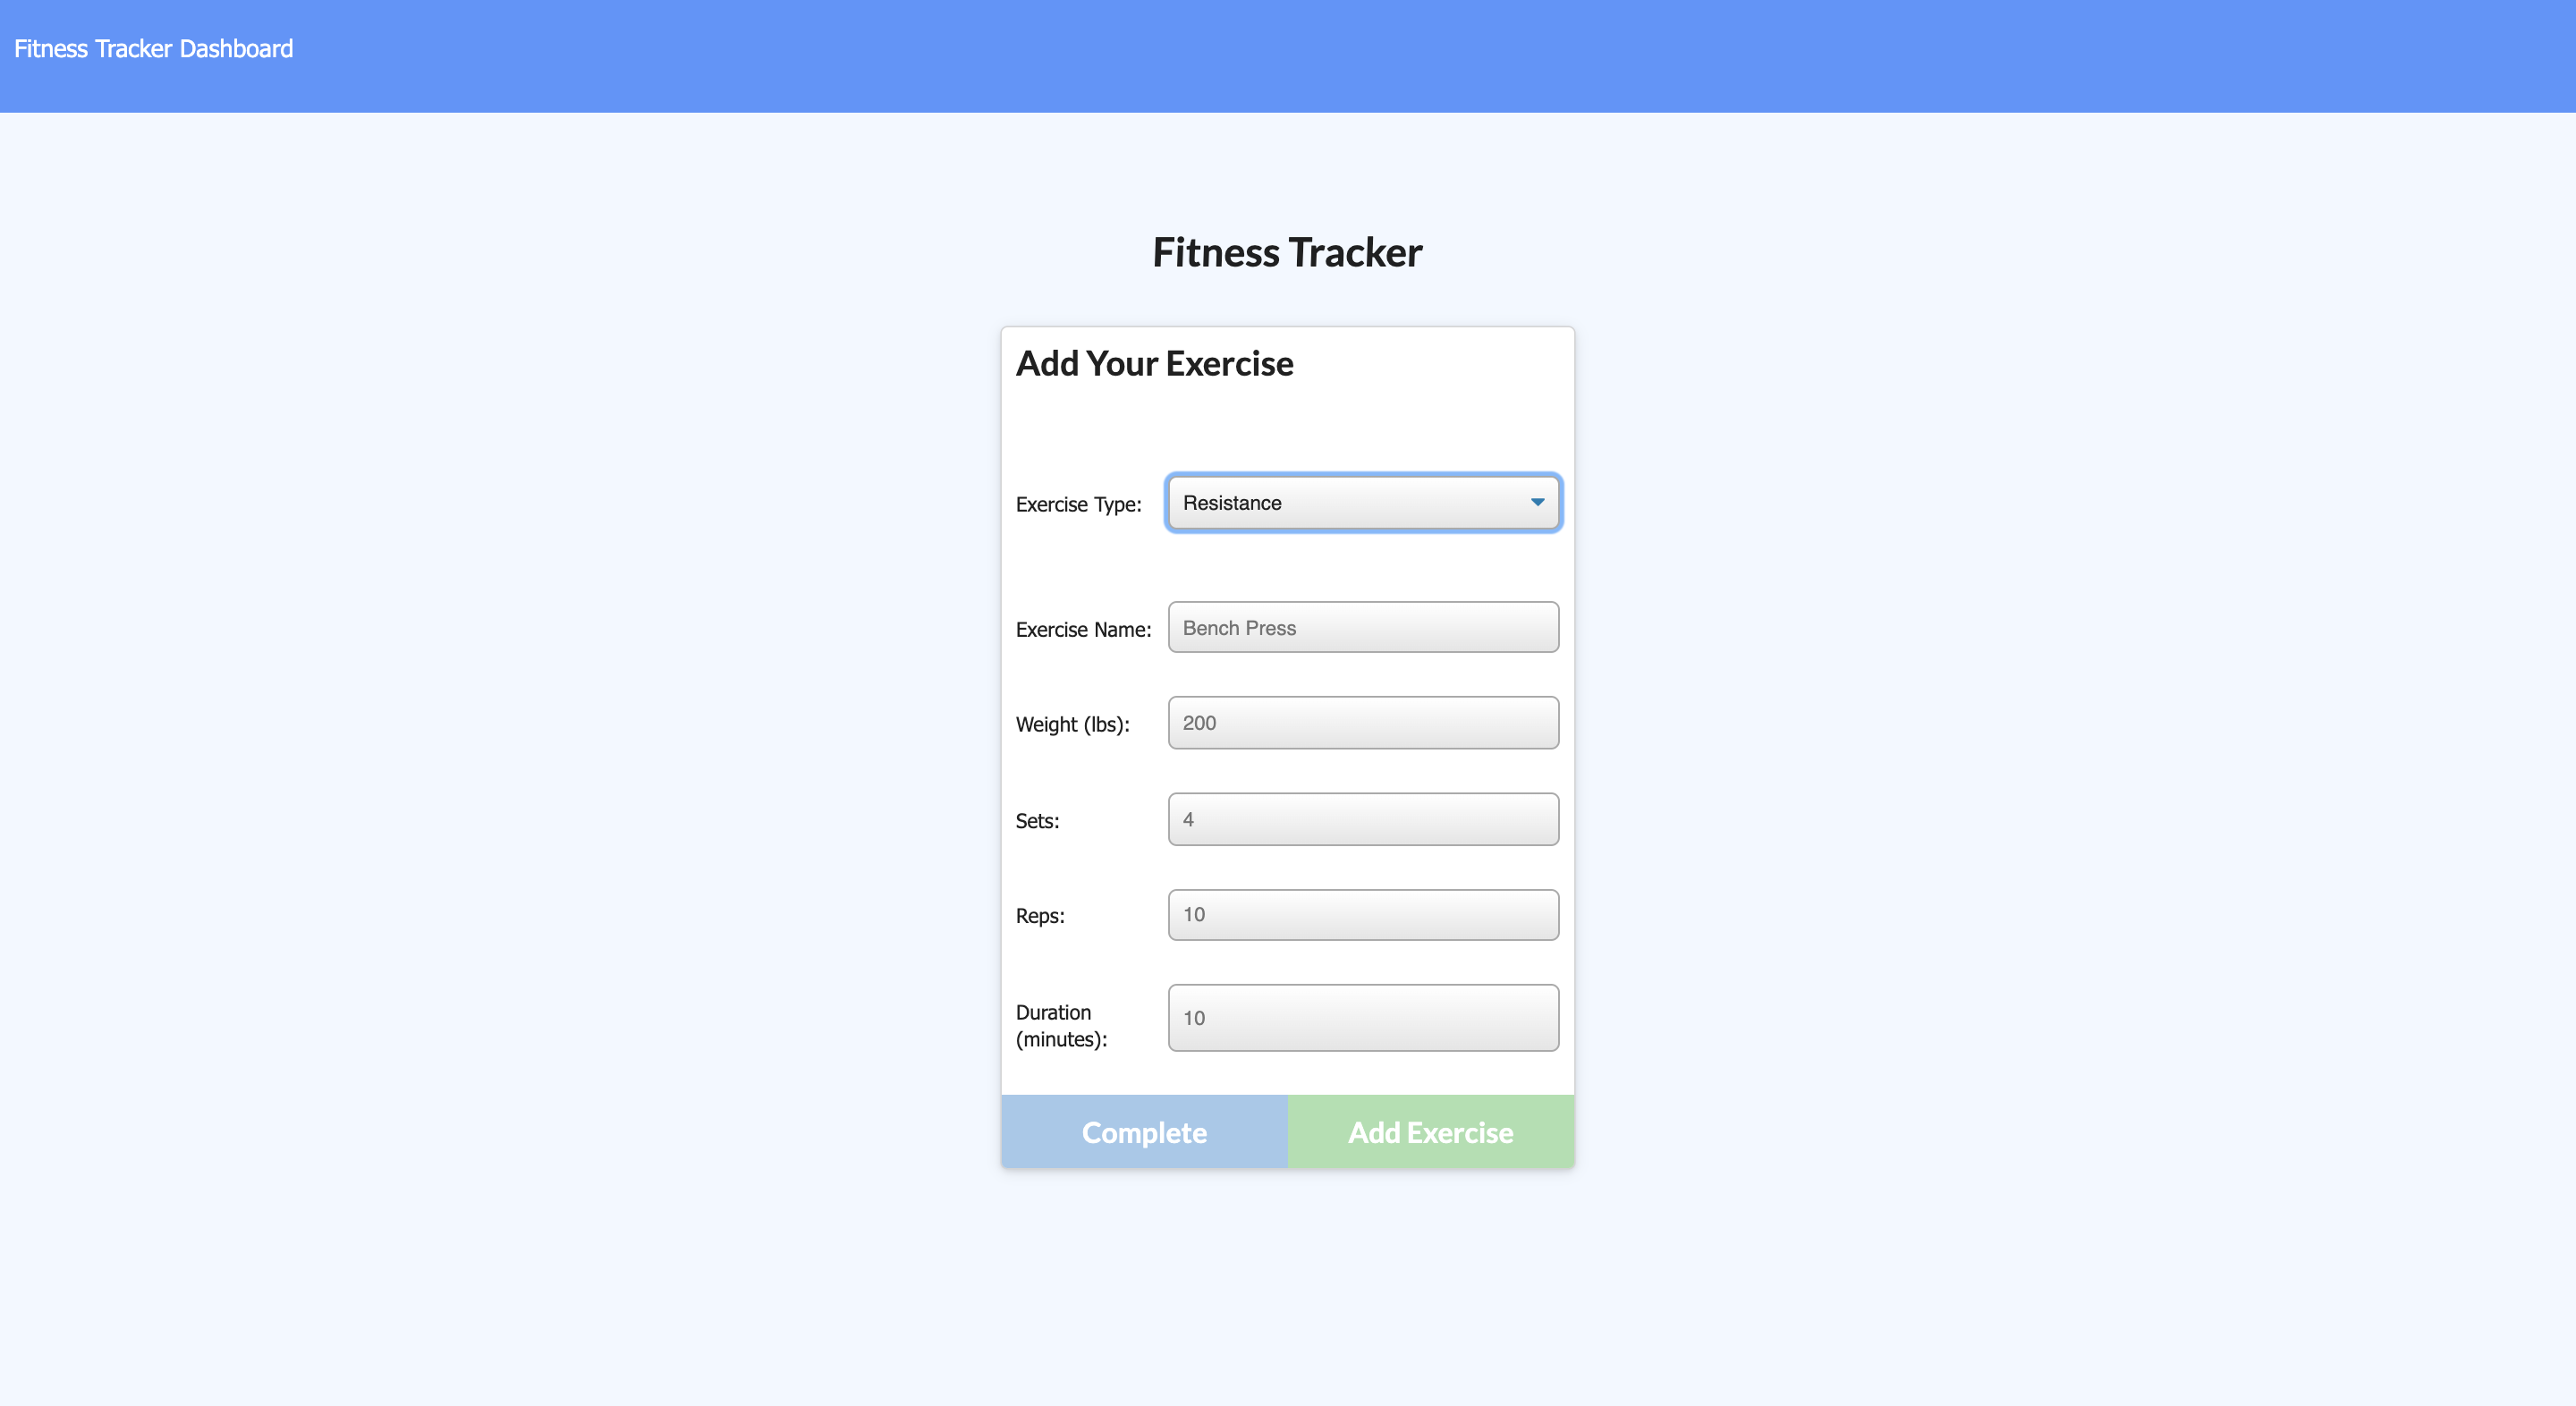 Fitness Tracker Dashboard
Fitness Tracker
Add Your Exercise
Exercise Type: Resistance
Exercise Name: Bench Press
Weight (lbs): 200
Sets: 4
Reps: 10
Duration
(minutes): 10
Complete Add Exercise